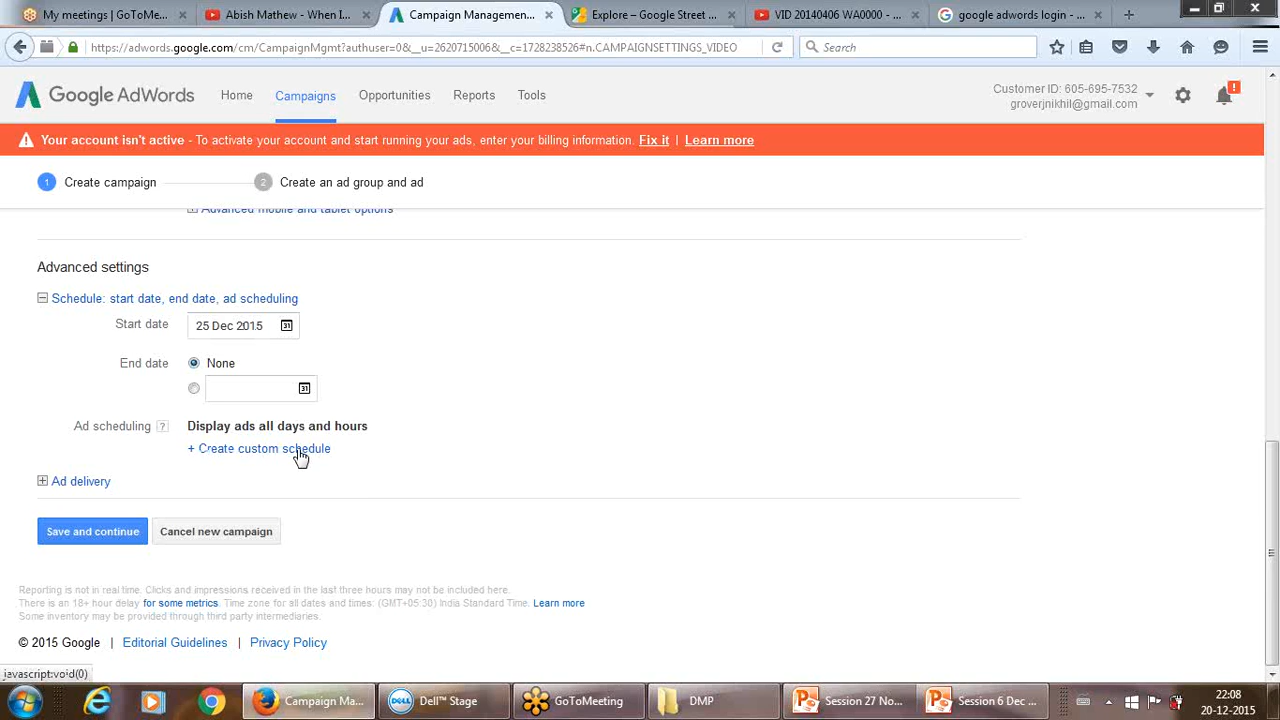 My meetings | GoToMe...
Abish Mathew - When I...
Campaign Management...
Explore – Google Street ...
VID 20140406 WA0000 - ...
google adwords login - ...
https://adwords.google.com/cm/CampaignMgmt?authuser=0&__u=2620715006&__c=1728238526#n.CAMPAIGNSETTINGS_VIDEO
Search
Google AdWords
Home
Campaigns
Opportunities
Reports
Tools
Customer ID: 605-695-7532
groverjnikhil@gmail.com
!
Your account isn't active - To activate your account and start running your ads, enter your billing information. Fix it | Learn more
1 Create campaign
2 Create an ad group and ad
Advanced mobile and tablet options
Advanced settings
Schedule: start date, end date, ad scheduling
Start date
25 Dec 2015
31
End date
None
31
Ad scheduling ?
Display ads all days and hours
+ Create custom schedule
Ad delivery
Save and continue
Cancel new campaign
Reporting is not in real time. Clicks and impressions received in the last three hours may not be included here.
There is an 18+ hour delay for some metrics. Time zone for all dates and times: (GMT+05:30) India Standard Time. Learn more
Some inventory may be provided through third party intermediaries.
© 2015 Google | Editorial Guidelines | Privacy Policy
javascript:void(0)
Campaign Ma...
Dell™ Stage
GoToMeeting
DMP
Session 27 No...
Session 6 Dec ...
22:08
20-12-2015